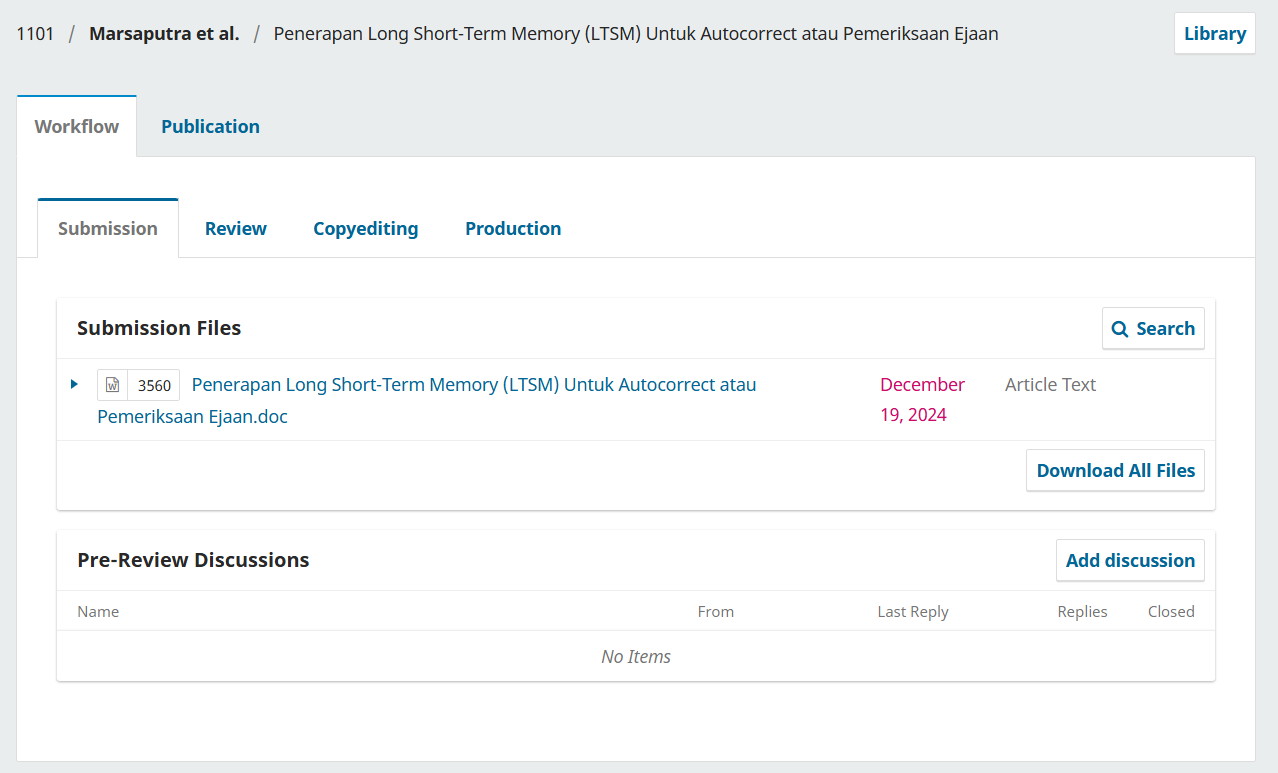 1101 / Marsaputra et al. / Penerapan Long Short-Term Memory (LTSM) Untuk Autocorrect atau Pemeriksaan Ejaan
Library
Workflow Publication
Submission Review Copyediting Production
Submission Files
Search
3560 Penerapan Long Short-Term Memory (LTSM) Untuk Autocorrect atau
Pemeriksaan Ejaan.doc
December
19, 2024
Article Text
Download All Files
Pre-Review Discussions
Add discussion
Name From Last Reply Replies Closed
No Items